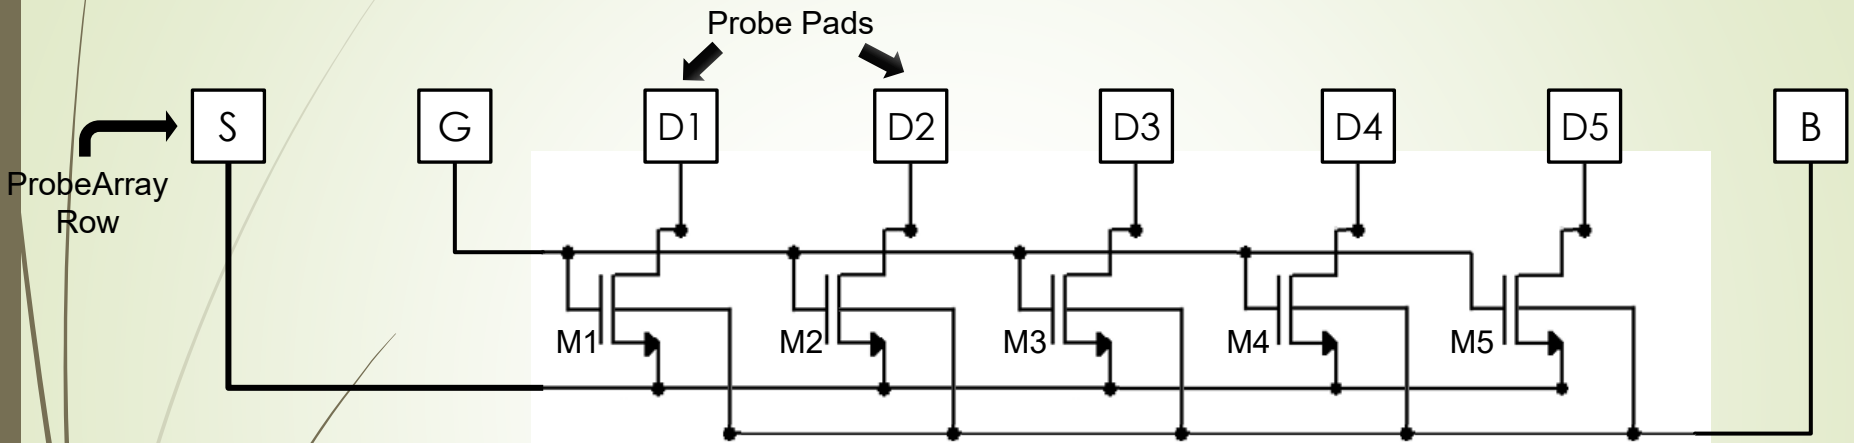 Probe Pads
S
G
D1
D2
D3
D4
D5
B
ProbeArray
Row
M1
M2
M3
M4
M5